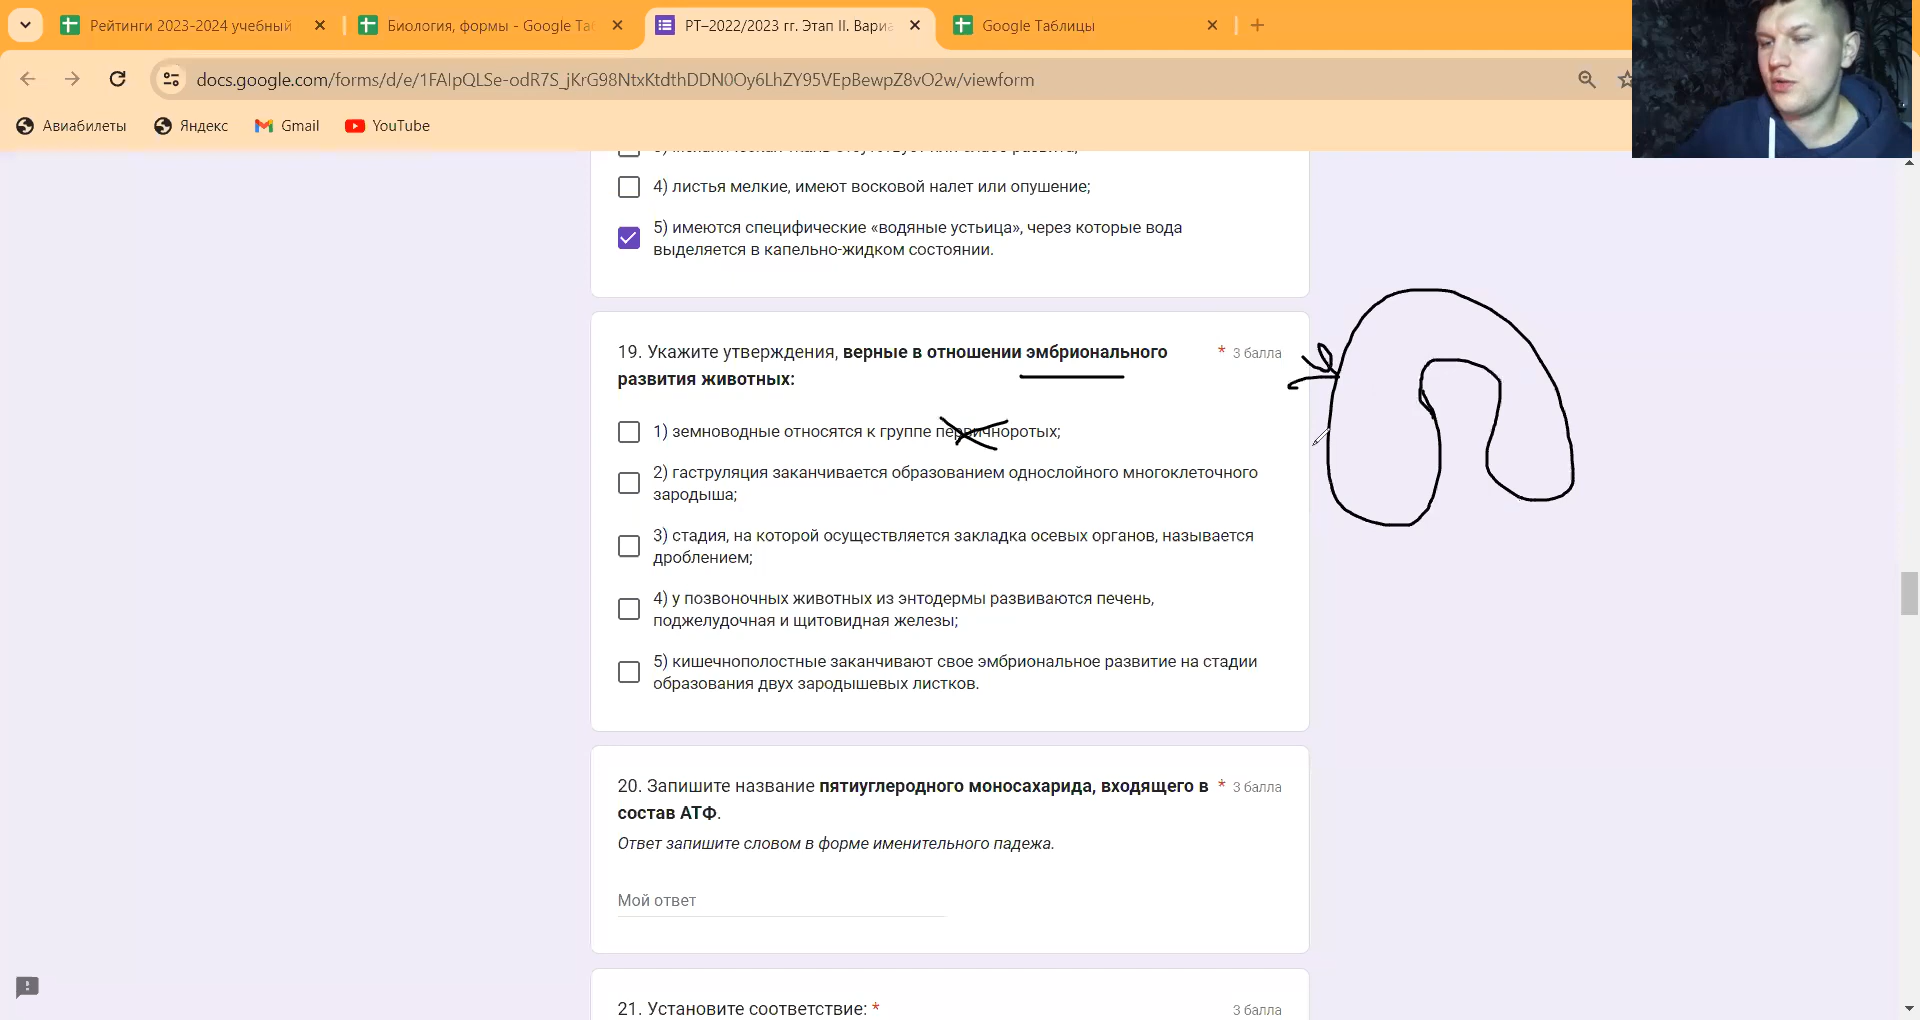 Рейтинги 2023-2024 учебный
Биология, формы - Google Та
РТ–2022/2023 гг. Этап II. Вариа
Google Таблицы
docs.google.com/forms/d/e/1FAIpQLSe-odR7S_jKrG98NtxKtdthDDN0Oy6LhZY95VEpBewpZ8vO2w/viewform
Авиабилеты
Яндекс
Gmail
YouTube
4) листья мелкие, имеют восковой налет или опушение;
5) имеются специфические «водяные устьица», через которые вода
выделяется в капельно-жидком состоянии.
19. Укажите утверждения, верные в отношении эмбрионального
развития животных:
* 3 балла
1) земноводные относятся к группе первичноротых;
2) гаструляция заканчивается образованием однослойного многоклеточного
зародыша;
3) стадия, на которой осуществляется закладка осевых органов, называется
дроблением;
4) у позвоночных животных из энтодермы развиваются печень,
поджелудочная и щитовидная железы;
5) кишечнополостные заканчивают свое эмбриональное развитие на стадии
образования двух зародышевых листков.
20. Запишите название пятиуглеродного моносахарида, входящего в
состав АТФ.
* 3 балла
Ответ запишите словом в форме именительного падежа.
Мой ответ
21. Установите соответствие: *
3 балла